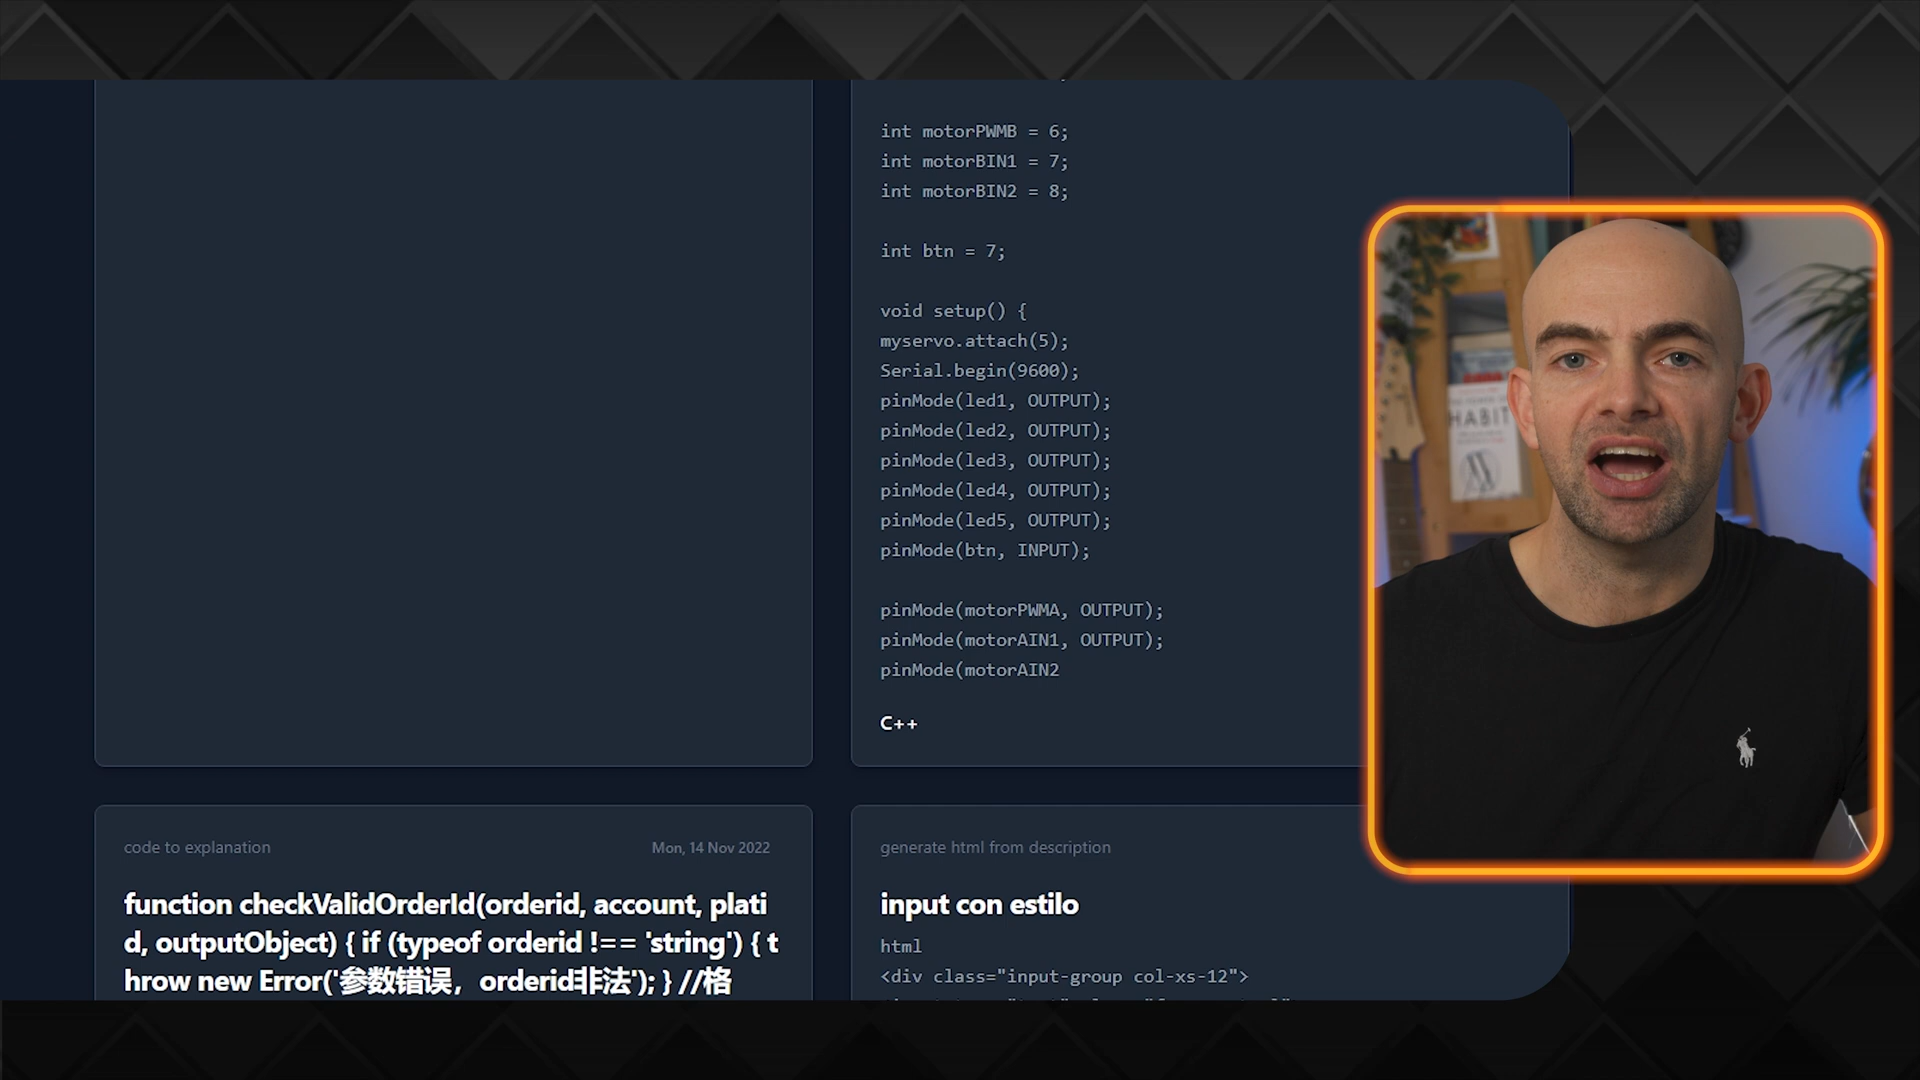 int motorPWMB = 6;
int motorBIN1 = 7;
int motorBIN2 = 8;
int btn = 7;
void setup() {
myservo.attach(5);
Serial.begin(9600);
pinMode(led1, OUTPUT);
pinMode(led2, OUTPUT);
pinMode(led3, OUTPUT);
pinMode(led4, OUTPUT);
pinMode(led5, OUTPUT);
pinMode(btn, INPUT);
pinMode(motorPWMA, OUTPUT);
pinMode(motorAIN1, OUTPUT);
pinMode(motorAIN2
C++
code to explanation
Mon, 14 Nov 2022
function checkValidOrderId(orderid, account, plati
d, outputObject) { if (typeof orderid !== 'string') { t
hrow new Error('参数错误，orderid非法'); } //格
generate html from description
input con estilo
html
<div class="input-group col-xs-12">
HABIT